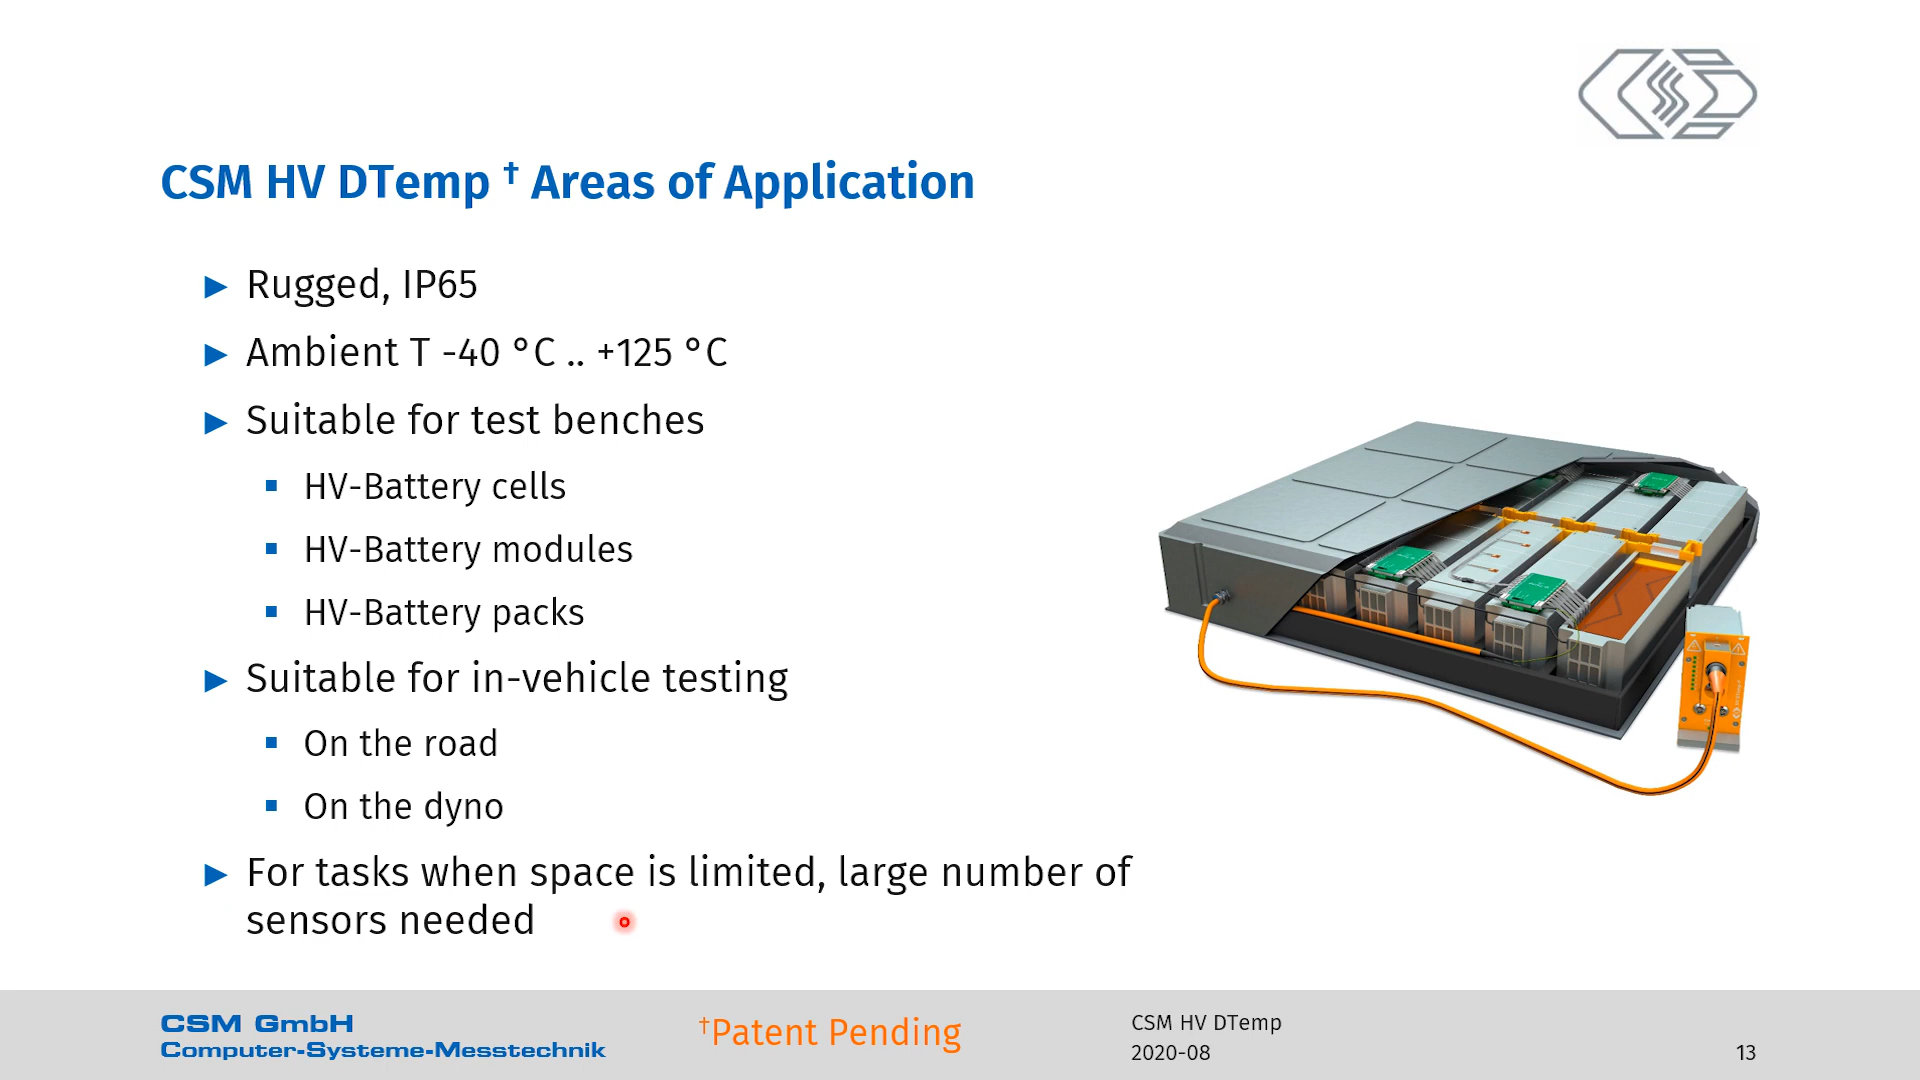 CSM HV DTemp † Areas of Application
► Rugged, IP65
► Ambient T -40 °C .. +125 °C
► Suitable for test benches
▪ HV-Battery cells
▪ HV-Battery modules
▪ HV-Battery packs
► Suitable for in-vehicle testing
▪ On the road
▪ On the dyno
► For tasks when space is limited, large number of
sensors needed
CSM GmbH
Computer-Systeme-Messtechnik
†Patent Pending
CSM HV DTemp
2020-08
13